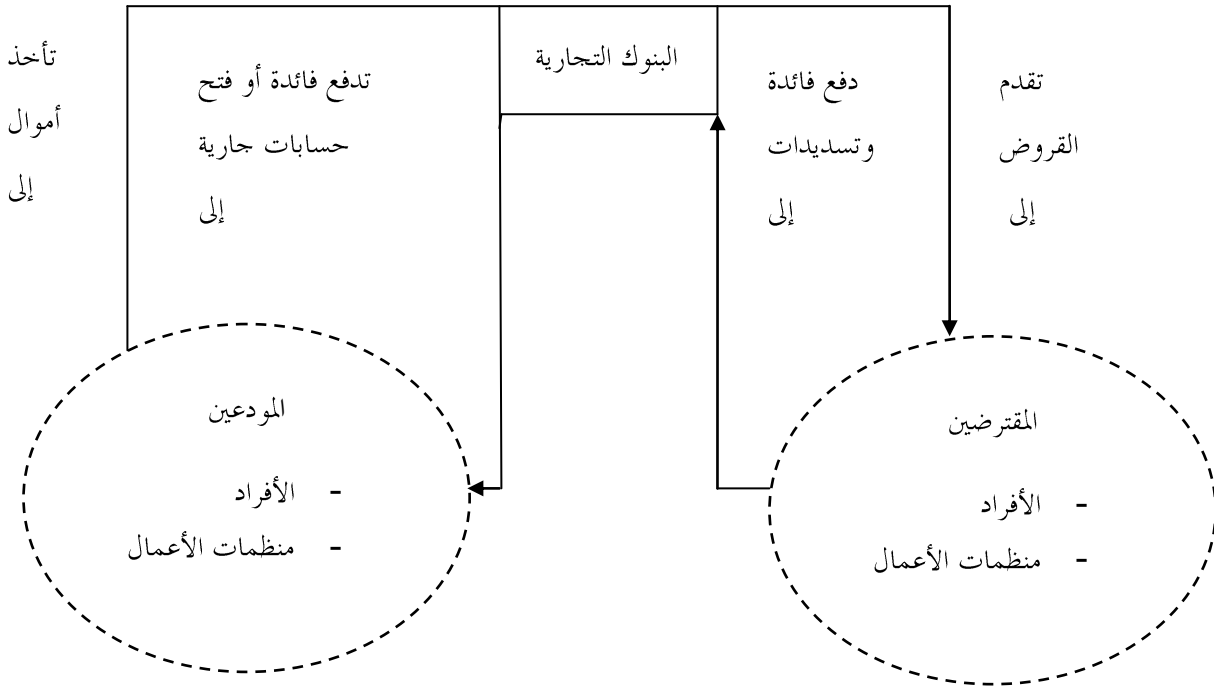 البنوك التجارية
تقدم
القروض
إلى
دفع فائدة
وتسديدات
إلى
تدفع فائدة أو فتح
حسابات جارية
إلى
تأخذ
أموال
إلى
المقترضين
- الأفراد
- منظمات الأعمال
المودعين
- الأفراد
- منظمات الأعمال